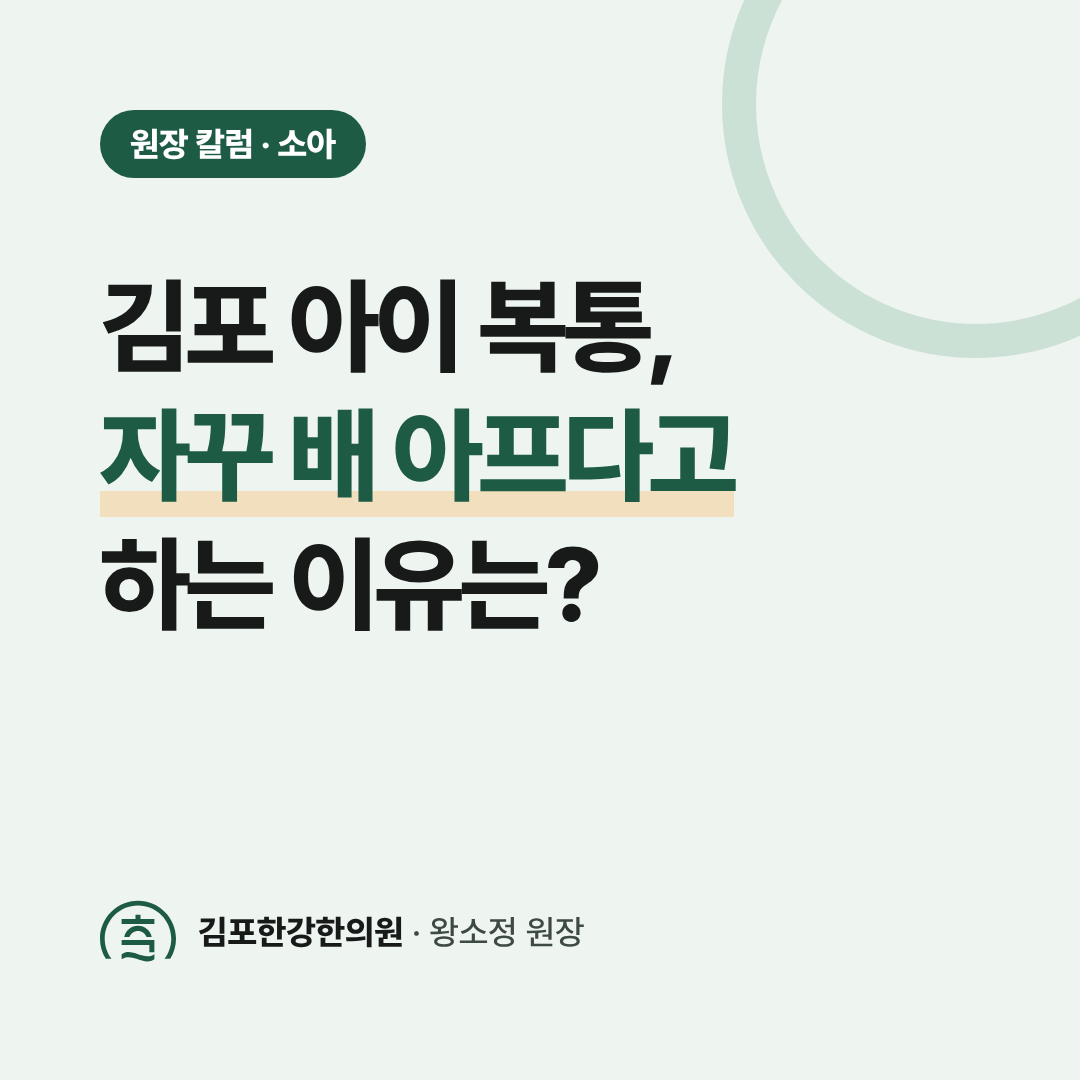 원장 칼럼 · 소아
김포 아이 복통,
자꾸 배 아프다고
하는 이유는?
김포한강한의원 · 왕소정 원장